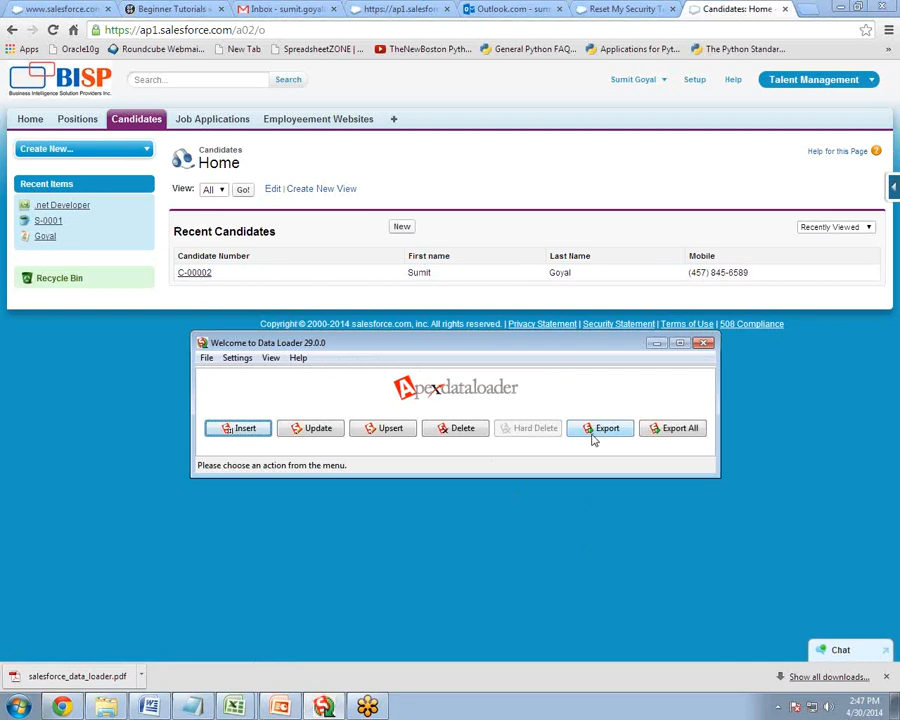 www.salesforce.com
Beginner Tutorials
Inbox - sumit.goyal
https://ap1.salesfor
Outlook.com - sum
Reset My Security T
Candidates: Home
https://ap1.salesforce.com/a02/o
Apps
Oracle10g
Roundcube Webmai...
New Tab
SpreadsheetZONE |...
TheNewBoston Pyth...
General Python FAQ...
Applications for Pyt...
The Python Standar...
BISP
Business Intelligence Solution Providers Inc.
Search...
Search
Sumit Goyal
Setup
Help
Talent Management
Home
Positions
Candidates
Job Applications
Employeement Websites
+
Create New...
Candidates
Home
Help for this Page
Recent Items
View:
All
Go!
Edit | Create New View
.net Developer
S-0001
Goyal
Recent Candidates
New
Recently Viewed
Candidate Number
First name
Last Name
Mobile
C-00002
Sumit
Goyal
(457) 845-6589
Recycle Bin
Copyright © 2000-2014 salesforce.com, inc. All rights reserved. | Privacy Statement | Security Statement | Terms of Use | 508 Compliance
Welcome to Data Loader 29.0.0
File
Settings
View
Help
Apexdataloader
Insert
Update
Upsert
Delete
Hard Delete
Export
Export All
Please choose an action from the menu.
Chat
salesforce_data_loader.pdf
Show all downloads...
2:47 PM
4/30/2014